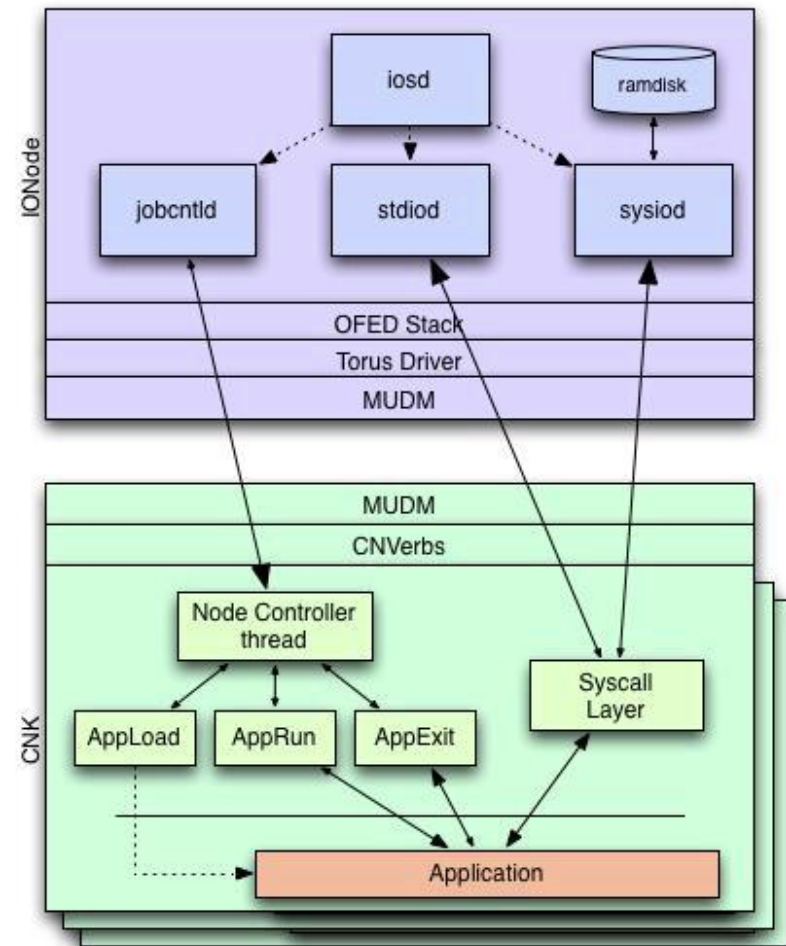 iosd
ramdisk
IONode
jobcntld
stdiod
sysiod
OFED Stack
Torus Driver
MUDM
MUDM
CNVerbs
Node Controller
thread
Syscall
Layer
CNK
AppLoad
AppRun
AppExit
Application